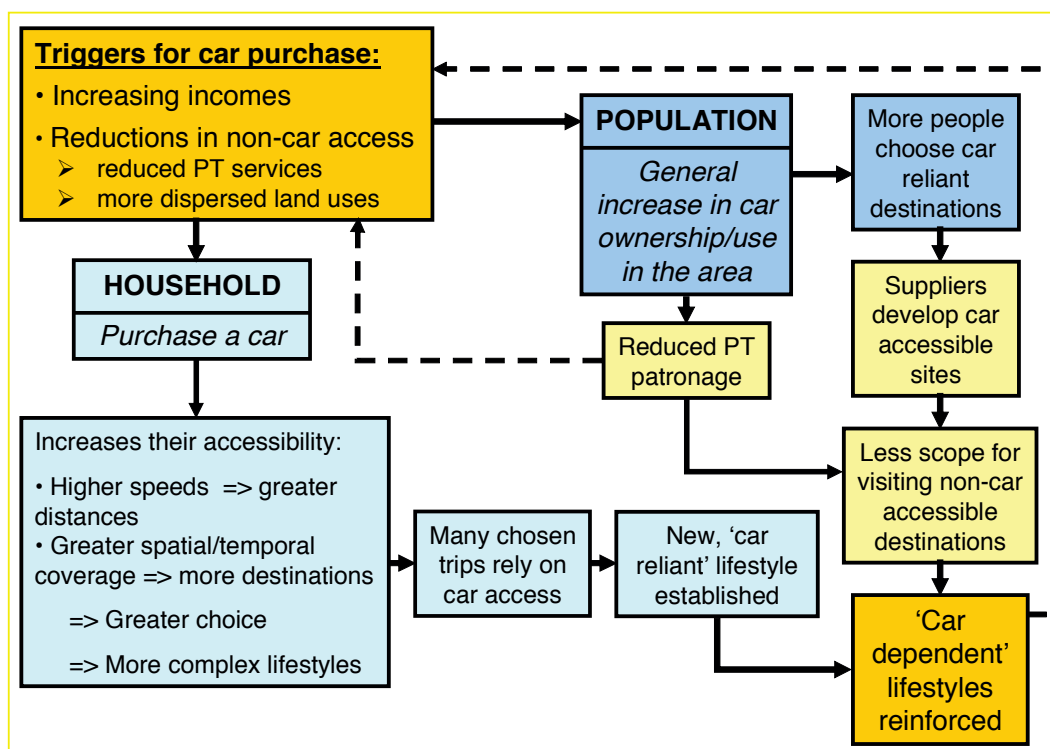 Triggers for car purchase:
• Increasing incomes
• Reductions in non-car access
➢ reduced PT services
➢ more dispersed land uses
HOUSEHOLD
Purchase a car
Increases their accessibility:
• Higher speeds => greater
distances
• Greater spatial/temporal
coverage => more destinations
=> Greater choice
=> More complex lifestyles
Many chosen
trips rely on
car access
New, ‘car
reliant’ lifestyle
established
POPULATION
General
increase in car
ownership/use
in the area
Reduced PT
patronage
More people
choose car
reliant
destinations
Suppliers
develop car
accessible
sites
Less scope for
visiting non-car
accessible
destinations
‘Car
dependent’
lifestyles
reinforced